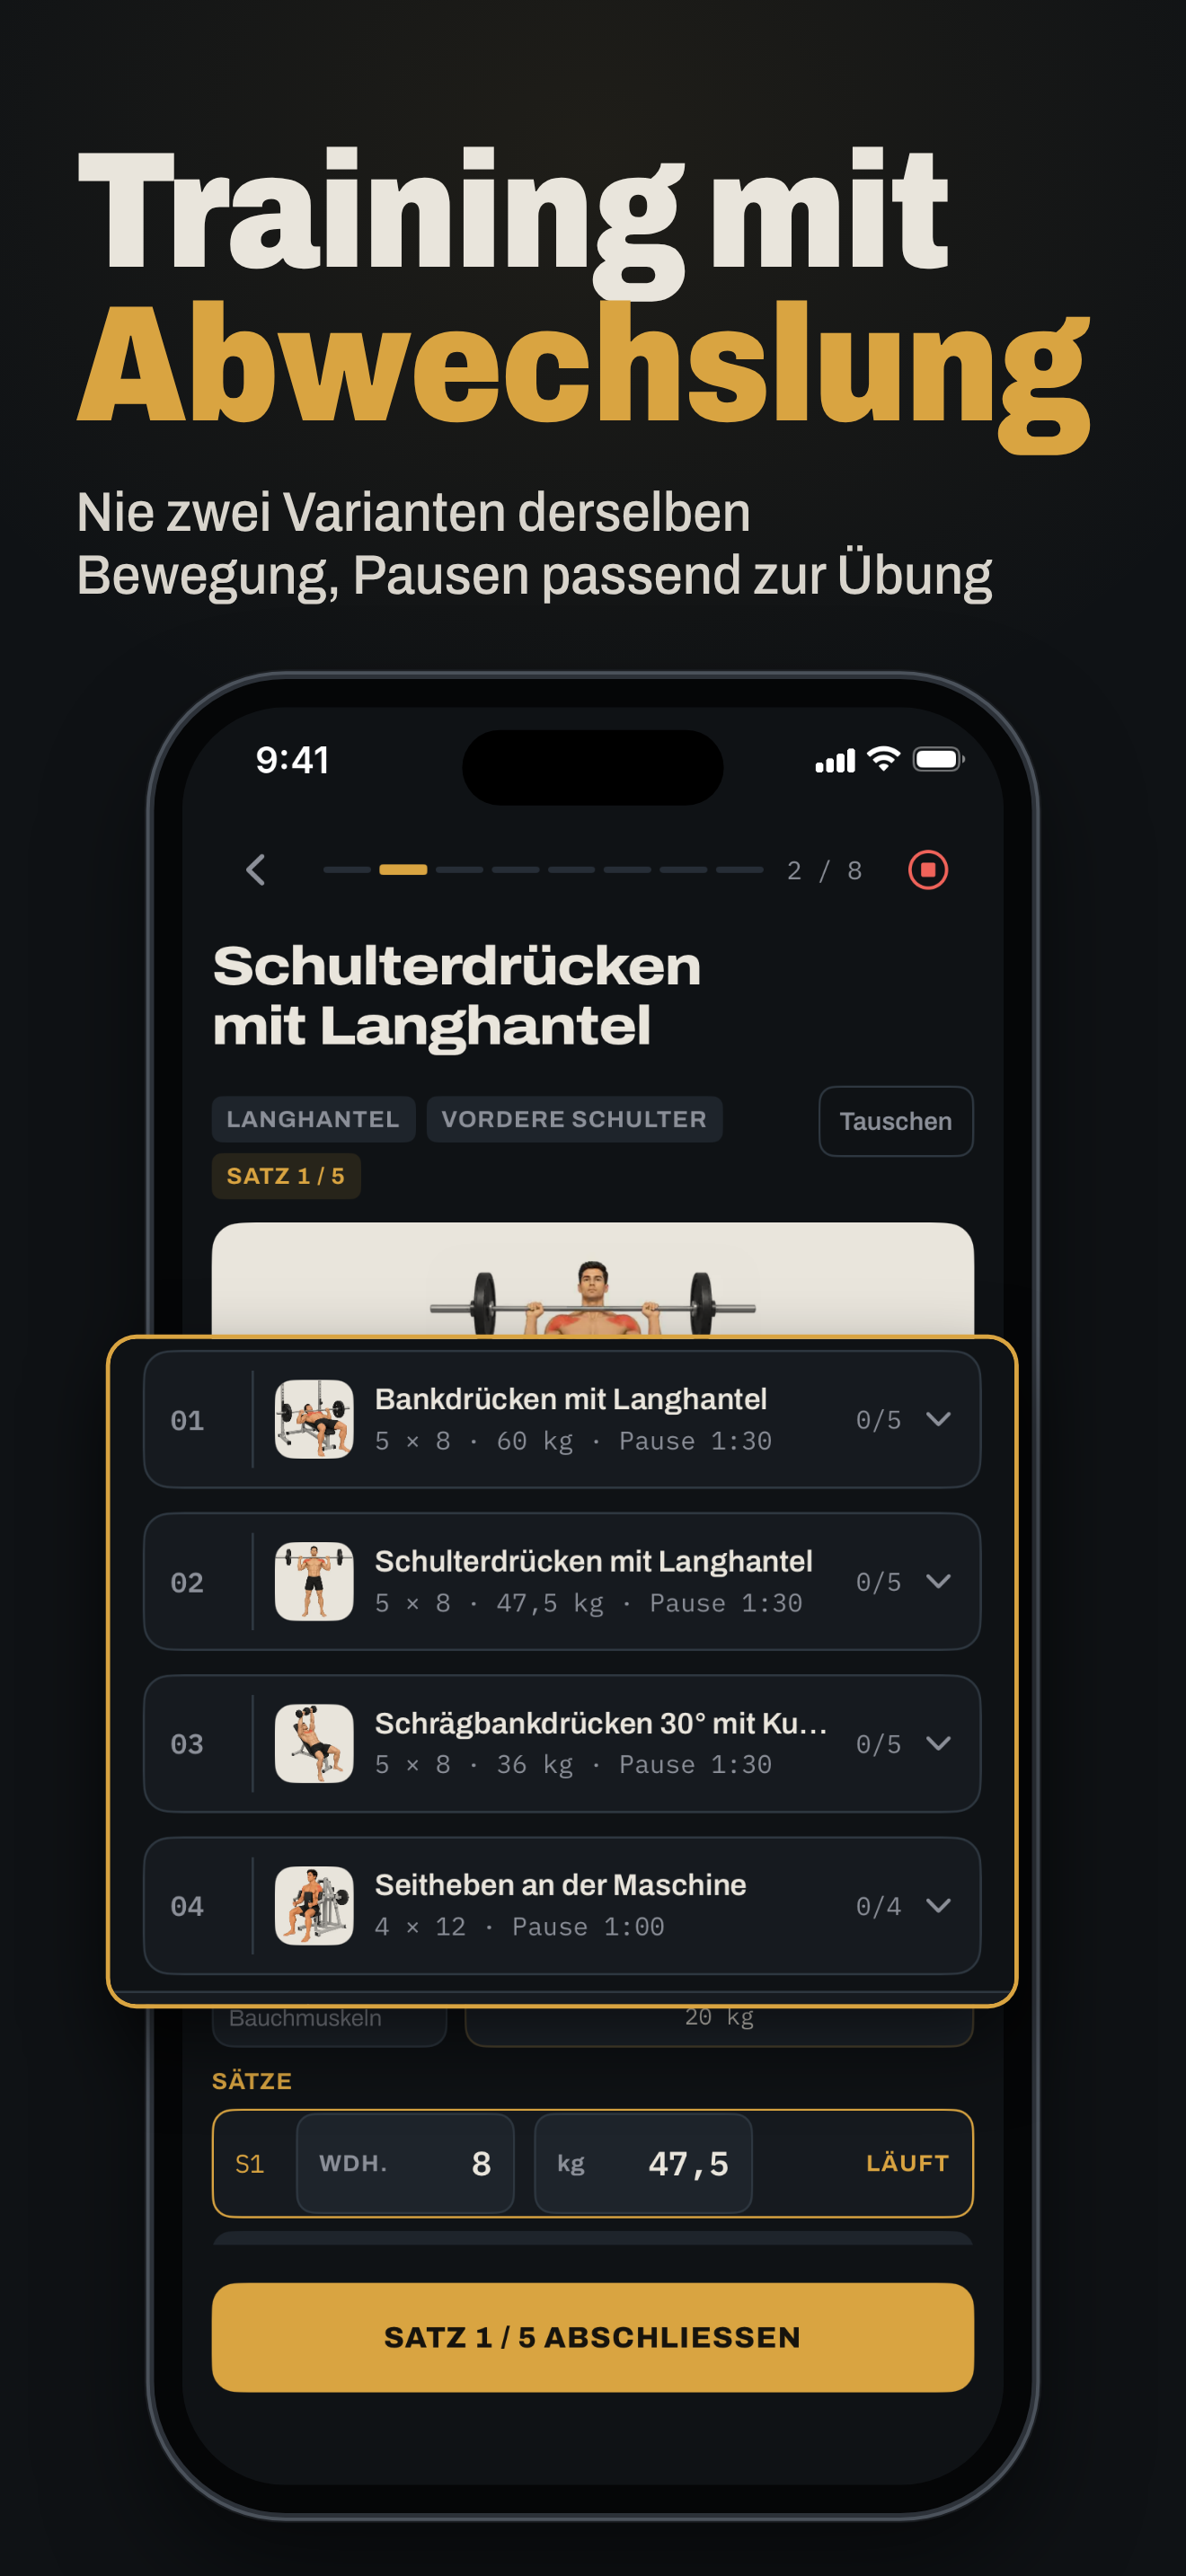 Training mit
Abwechslung
Nie zwei Varianten derselben
Bewegung, Pausen passend zur Übung
9:41
2 / 8
Schulterdrücken
mit Langhantel
LANGHANTEL VORDERE SCHULTER
Tauschen
SATZ 1 / 5
01
Bankdrücken mit Langhantel
5 × 8 · 60 kg · Pause 1:30
0/5
02
Schulterdrücken mit Langhantel
5 × 8 · 47,5 kg · Pause 1:30
0/5
03
Schrägbankdrücken 30° mit Ku...
5 × 8 · 36 kg · Pause 1:30
0/5
04
Seitheben an der Maschine
4 × 12 · Pause 1:00
0/4
Bauchmuskeln
20 kg
SÄTZE
S1 WDH. 8 kg 47,5 LÄUFT
SATZ 1 / 5 ABSCHLIESSEN